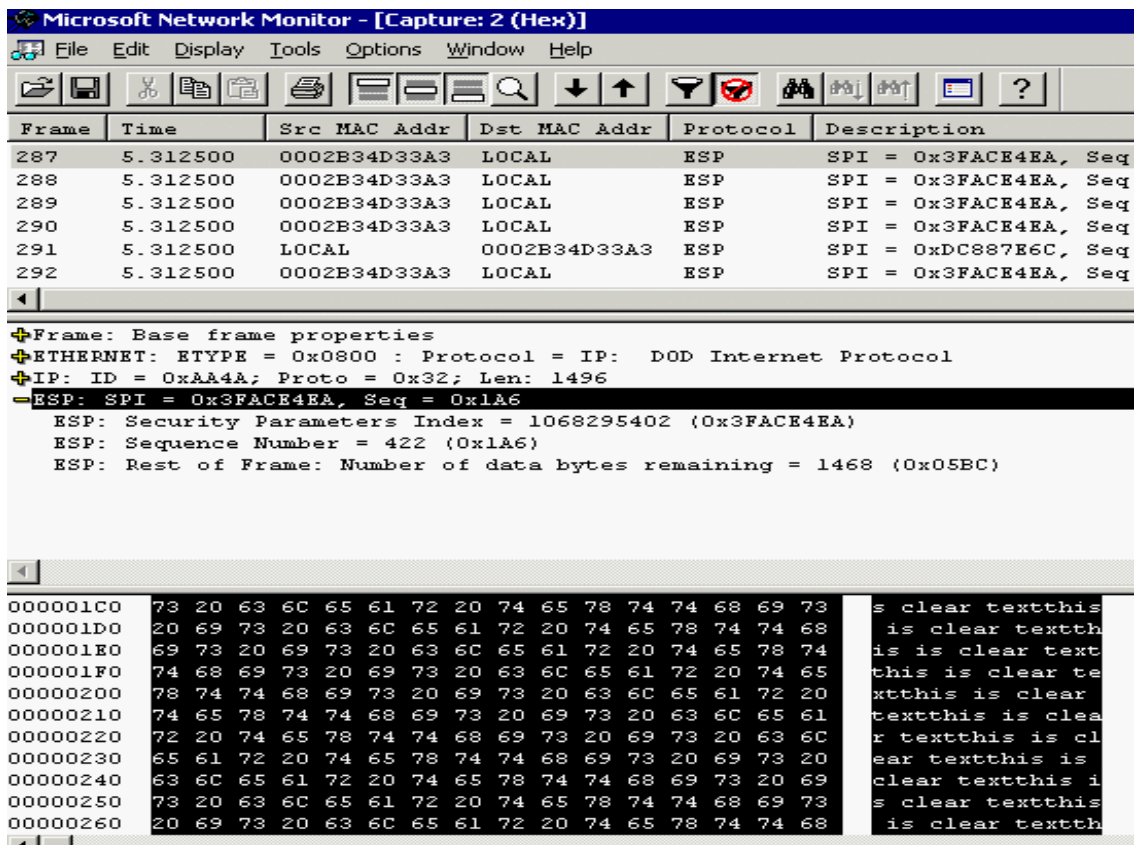 Microsoft Network Monitor - [Capture: 2 (Hex)]
File Edit Display Tools Options Window Help
Frame Time Src MAC Addr Dst MAC Addr Protocol Description
287 5.312500 0002B34D33A3 LOCAL ESP SPI = 0x3FACE4EA, Seq
288 5.312500 0002B34D33A3 LOCAL ESP SPI = 0x3FACE4EA, Seq
289 5.312500 0002B34D33A3 LOCAL ESP SPI = 0x3FACE4EA, Seq
290 5.312500 0002B34D33A3 LOCAL ESP SPI = 0x3FACE4EA, Seq
291 5.312500 LOCAL 0002B34D33A3 ESP SPI = 0xDC887E6C, Seq
292 5.312500 0002B34D33A3 LOCAL ESP SPI = 0x3FACE4EA, Seq
Frame: Base frame properties
ETHERNET: ETYPE = 0x0800 : Protocol = IP: DOD Internet Protocol
IP: ID = 0xAA4A; Proto = 0x32; Len: 1496
ESP: SPI = 0x3FACE4EA, Seq = 0x1A6
ESP: Security Parameters Index = 1068295402 (0x3FACE4EA)
ESP: Sequence Number = 422 (0x1A6)
ESP: Rest of Frame: Number of data bytes remaining = 1468 (0x05BC)
000001C0 73 20 63 6C 65 61 72 20 74 65 78 74 74 68 69 73 s clear textthis
000001D0 20 69 73 20 63 6C 65 61 72 20 74 65 78 74 74 68 is clear textth
000001E0 69 73 20 69 73 20 63 6C 65 61 72 20 74 65 78 74 is is clear text
000001F0 74 68 69 73 20 69 73 20 63 6C 65 61 72 20 74 65 this is clear te
00000200 78 74 74 68 69 73 20 69 73 20 63 6C 65 61 72 20 xtthis is clear
00000210 74 65 78 74 74 68 69 73 20 69 73 20 63 6C 65 61 textthis is clea
00000220 72 20 74 65 78 74 74 68 69 73 20 69 73 20 63 6C r textthis is cl
00000230 65 61 72 20 74 65 78 74 74 68 69 73 20 69 73 20 ear textthis is
00000240 63 6C 65 61 72 20 74 65 78 74 74 68 69 73 20 69 clear textthis i
00000250 73 20 63 6C 65 61 72 20 74 65 78 74 74 68 69 73 s clear textthis
00000260 20 69 73 20 63 6C 65 61 72 20 74 65 78 74 74 68 is clear textth